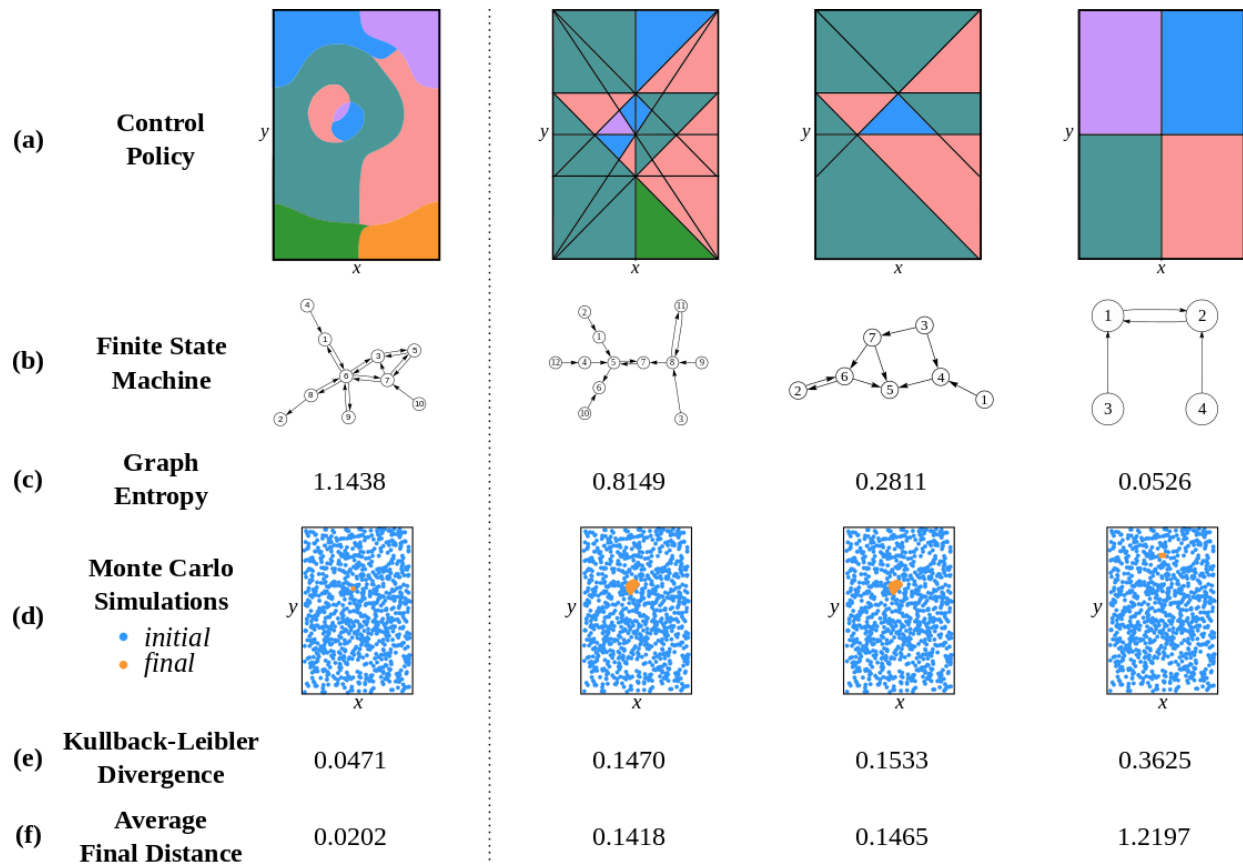 (a) Control
Policy
y
x
y
x
x
x
y
x
(b) Finite State
Machine
4
1
3
5
6
7
8
10
2
9
2
11
1
12
4
5
7
8
9
6
10
3
3
7
6
4
2
5
1
1
2
3
4
(c) Graph
Entropy
1.1438
0.8149
0.2811
0.0526
(d) Monte Carlo
Simulations
initial
final
y
x
y
x
y
x
y
x
(e) Kullback-Leibler
Divergence
0.0471
0.1470
0.1533
0.3625
(f) Average
Final Distance
0.0202
0.1418
0.1465
1.2197